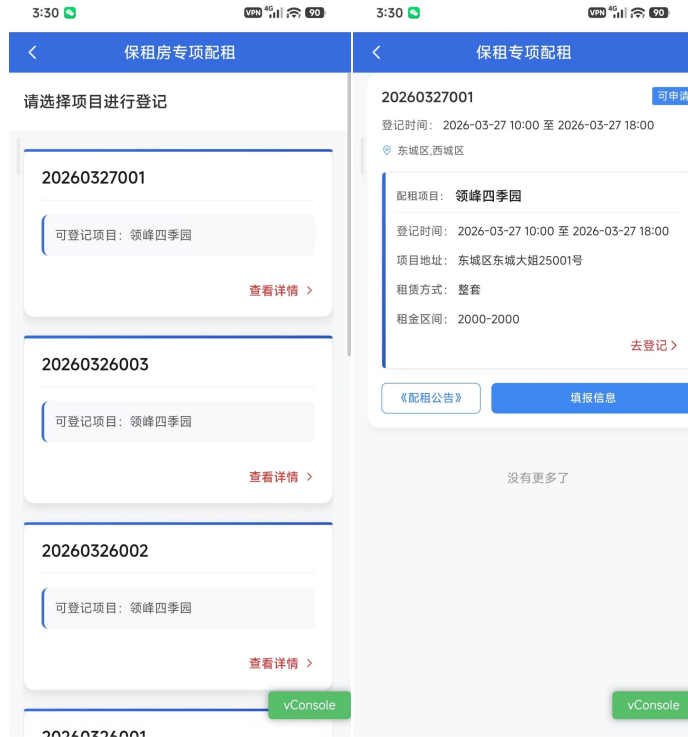 3:30
VPN 4G 90
保租房专项配租
请选择项目进行登记
20260327001
可登记项目：领峰四季园
查看详情 >
20260326003
可登记项目：领峰四季园
查看详情 >
20260326002
可登记项目：领峰四季园
查看详情 >
vConsole
20260326001
3:30
VPN 4G 90
保租专项配租
20260327001
可申请
登记时间： 2026-03-27 10:00 至 2026-03-27 18:00
东城区,西城区
配租项目： 领峰四季园
登记时间： 2026-03-27 10:00 至 2026-03-27 18:00
项目地址： 东城区东城大姐25001号
租赁方式： 整套
租金区间： 2000-2000
去登记 >
《配租公告》
填报信息
没有更多了
vConsole